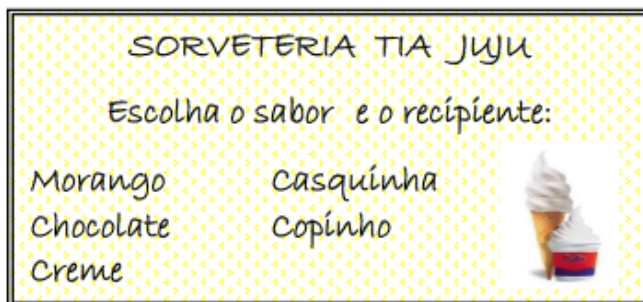 SORVETERIA TIA JUJU
Escolha o sabor e o recipiente:
Morango Casquinha
Chocolate Copinho
Creme